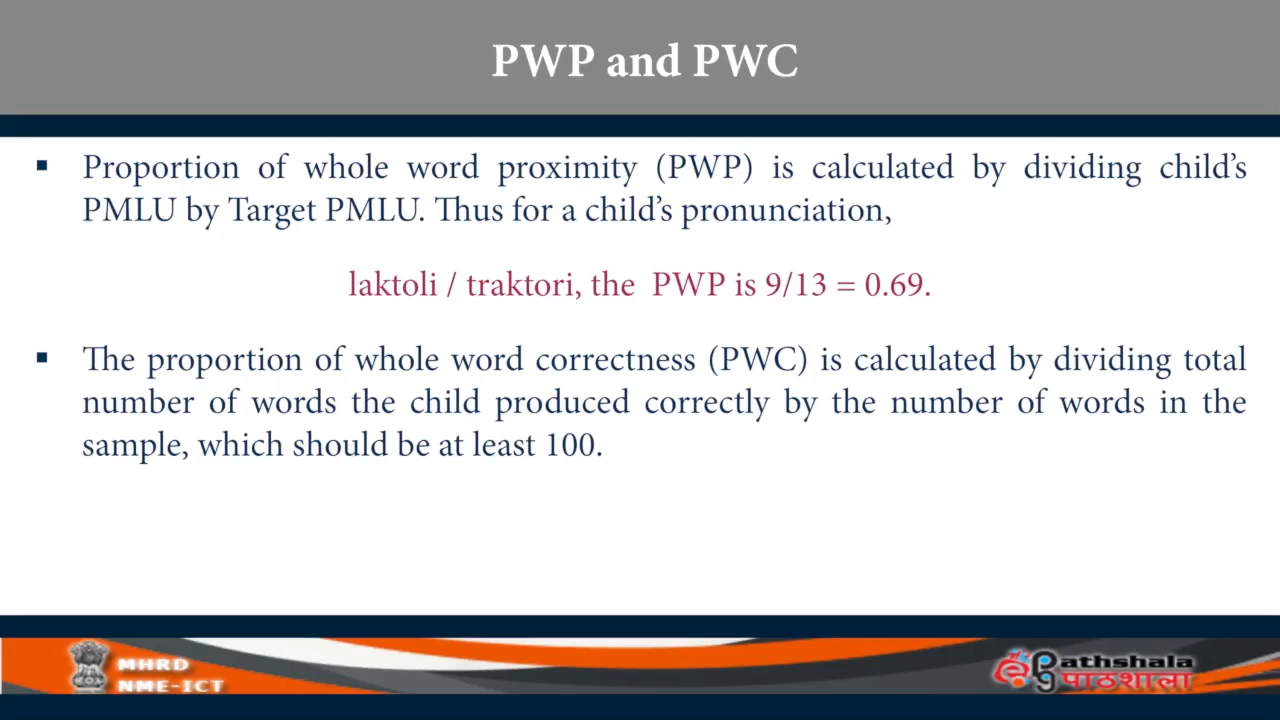 PWP and PWC
▪ Proportion of whole word proximity (PWP) is calculated by dividing child’s
PMLU by Target PMLU. Thus for a child’s pronunciation,
laktoli / traktori, the PWP is 9/13 = 0.69.
▪ The proportion of whole word correctness (PWC) is calculated by dividing total
number of words the child produced correctly by the number of words in the
sample, which should be at least 100.
MHRD
NME-ICT
Pathshala
पाठशाला